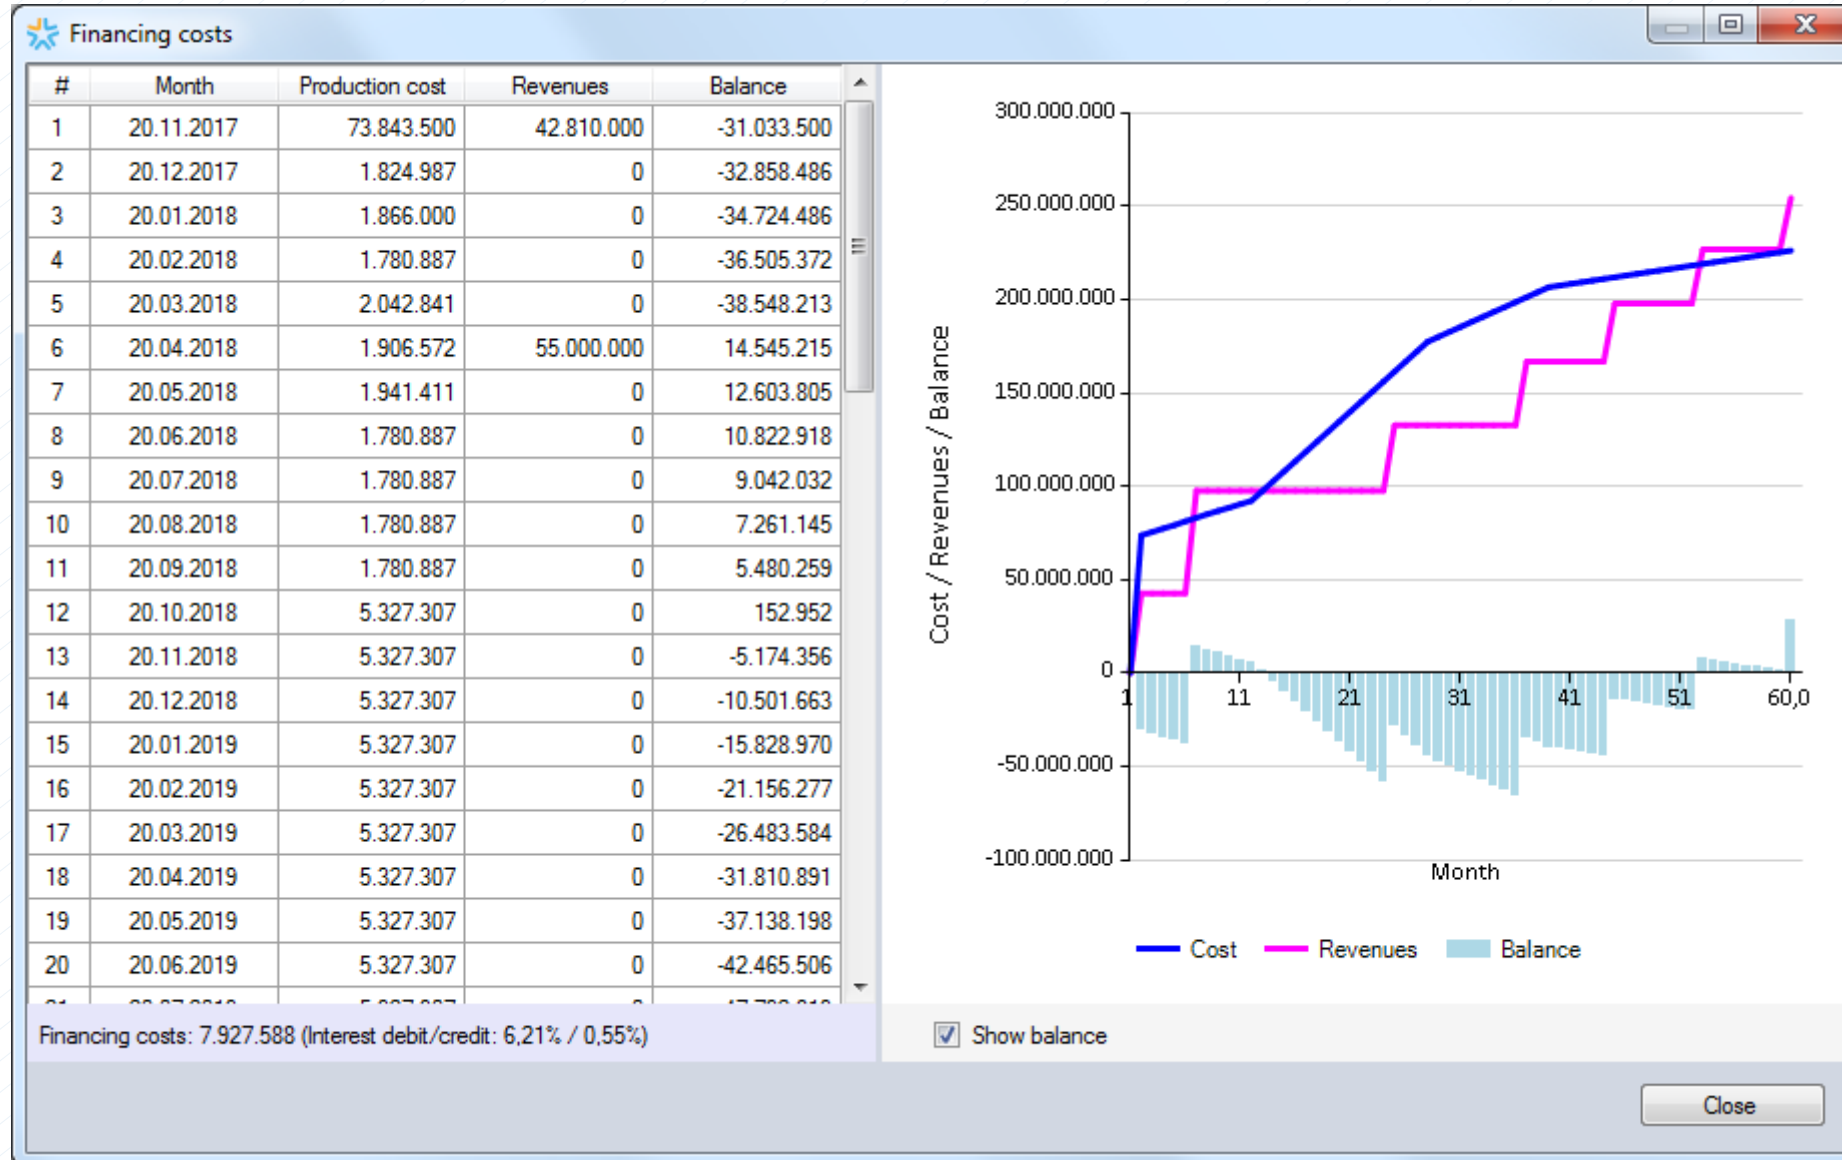 Financing costs
# Month Production cost Revenues Balance
1 20.11.2017 73.843.500 42.810.000 -31.033.500
2 20.12.2017 1.824.987 0 -32.858.486
3 20.01.2018 1.866.000 0 -34.724.486
4 20.02.2018 1.780.887 0 -36.505.372
5 20.03.2018 2.042.841 0 -38.548.213
6 20.04.2018 1.906.572 55.000.000 14.545.215
7 20.05.2018 1.941.411 0 12.603.805
8 20.06.2018 1.780.887 0 10.822.918
9 20.07.2018 1.780.887 0 9.042.032
10 20.08.2018 1.780.887 0 7.261.145
11 20.09.2018 1.780.887 0 5.480.259
12 20.10.2018 5.327.307 0 152.952
13 20.11.2018 5.327.307 0 -5.174.356
14 20.12.2018 5.327.307 0 -10.501.663
15 20.01.2019 5.327.307 0 -15.828.970
16 20.02.2019 5.327.307 0 -21.156.277
17 20.03.2019 5.327.307 0 -26.483.584
18 20.04.2019 5.327.307 0 -31.810.891
19 20.05.2019 5.327.307 0 -37.138.198
20 20.06.2019 5.327.307 0 -42.465.506
Financing costs: 7.927.588 (Interest debit/credit: 6,21% / 0,55%)
300.000.000
250.000.000
200.000.000
150.000.000
100.000.000
50.000.000
0
-50.000.000
-100.000.000
Cost / Revenues / Balance
1 11 21 31 41 51 60,0
Month
Cost Revenues Balance
Show balance
Close